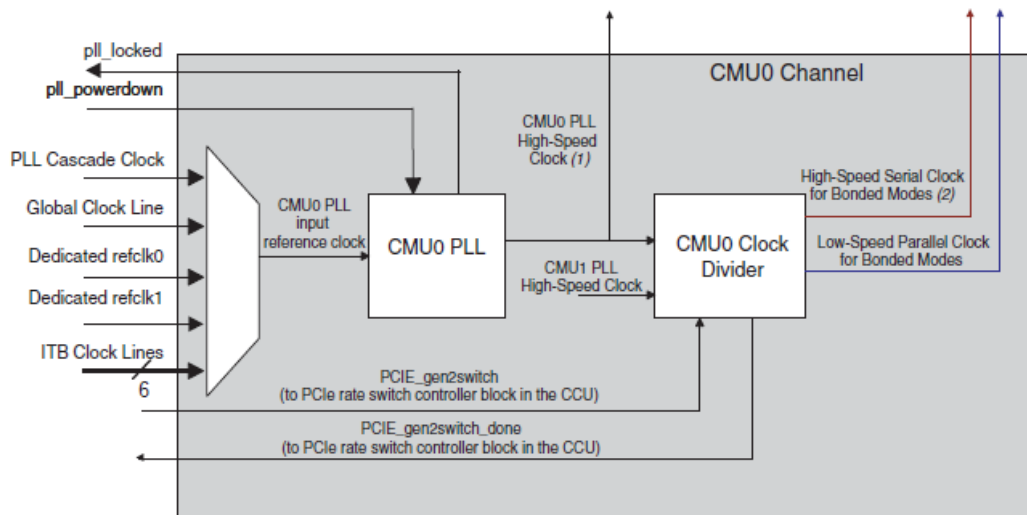 pll_locked
pll_powerdown
PLL Cascade Clock
Global Clock Line
Dedicated refclk0
Dedicated refclk1
ITB Clock Lines
6
CMU0 Channel
CMU0 PLL
input
reference clock
CMU0 PLL
CMU0 PLL
High-Speed
Clock (1)
CMU1 PLL
High-Speed Clock
CMU0 Clock
Divider
High-Speed Serial Clock
for Bonded Modes (2)
Low-Speed Parallel Clock
for Bonded Modes
PCIE_gen2switch
(to PCIe rate switch controller block in the CCU)
PCIE_gen2switch_done
(to PCIe rate switch controller block in the CCU)